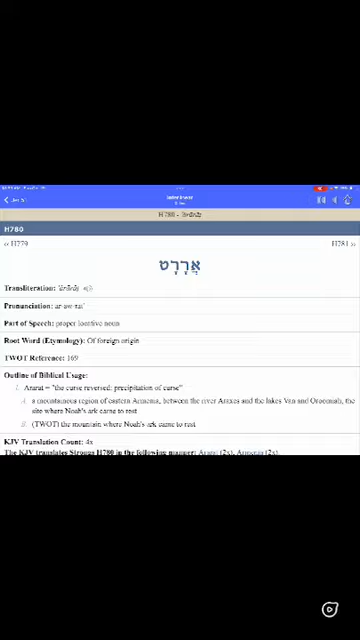 H780
« H779
H781 »
אֲרָרָט
Transliteration:
Pronunciation: ar-aw-rat'
Part of Speech: proper locative noun
Root Word (Etymology): Of foreign origin
TWOT Reference: 169
Outline of Biblical Usage:
I. Ararat = "the curse reversed: precipitation of curse"
A. a mountainous region of eastern Armenia, between the river Araxes and the lakes Van and Oroomiah, the
site where Noah's ark came to rest
B. (TWOT) the mountain where Noah's ark came to rest
KJV Translation Count: 4x
The KJV translates Strongs H780 in the following manner: Ararat (2x), Armenia (2x).